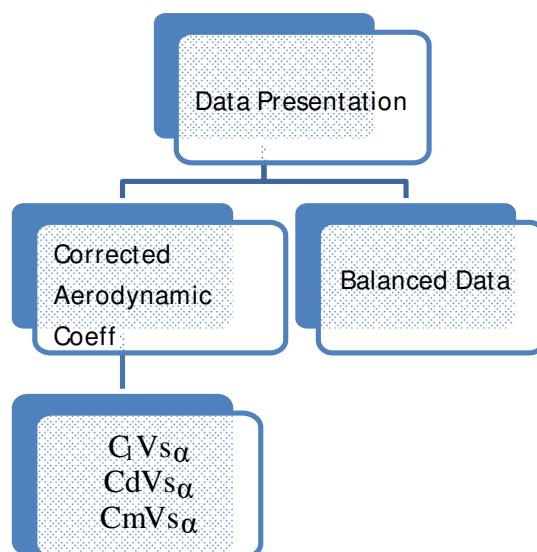 Data Presentation
Corrected
Aerodynamic
Coeff
Balanced Data
ClVsα
CdVsα
CmVsα